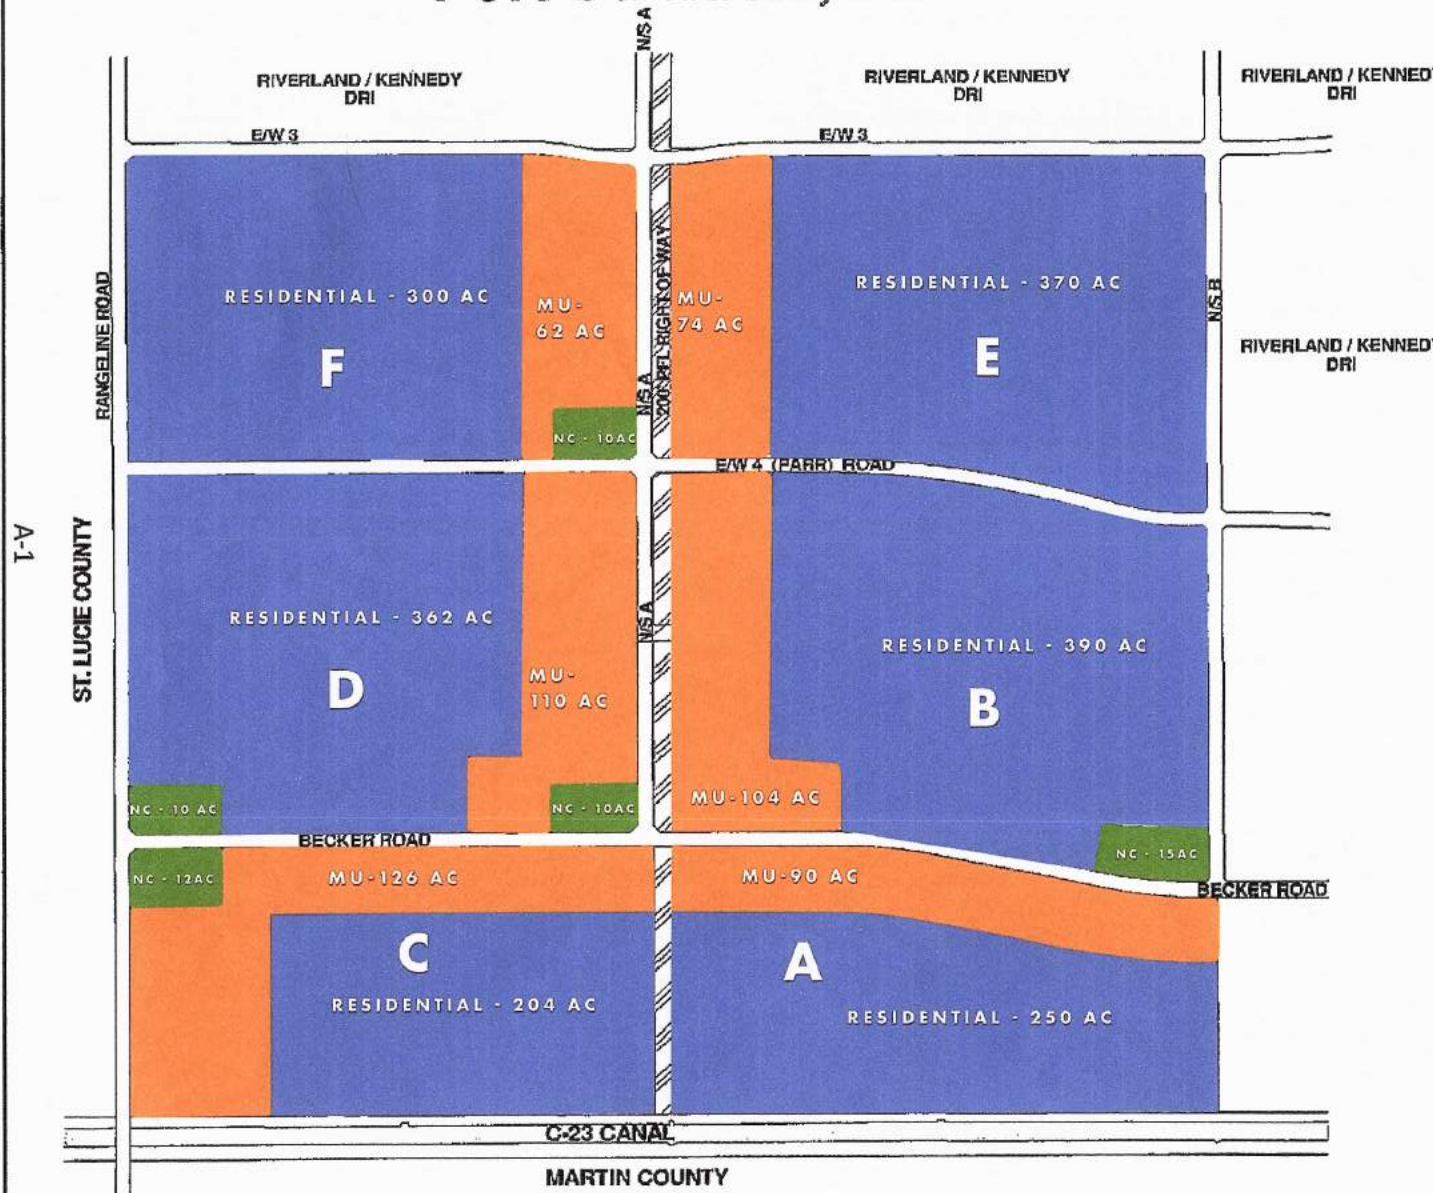 N/S A
RIVERLAND / KENNEDY
DRI
RIVERLAND / KENNEDY
DRI
RIVERLAND / KENNED
DRI
E/W 3
E/W 3
RANGELINE ROAD
RESIDENTIAL - 300 AC
F
MU-
62 AC
NC - 10AC
N/S A
200' FPL RIGHT OF WAY
MU-
74 AC
RESIDENTIAL - 370 AC
E
N/S B
RIVERLAND / KENNED
DRI
E/W 4 (PARR) ROAD
A-1
ST. LUCIE COUNTY
RESIDENTIAL - 362 AC
D
MU-
110 AC
N/S A
RESIDENTIAL - 390 AC
B
NC - 10 AC
NC - 10AC
MU-104 AC
BECKER ROAD
NC - 15AC
NC - 12AC
MU-126 AC
MU-90 AC
BECKER ROAD
C
RESIDENTIAL - 204 AC
A
RESIDENTIAL - 250 AC
C-23 CANAL
MARTIN COUNTY